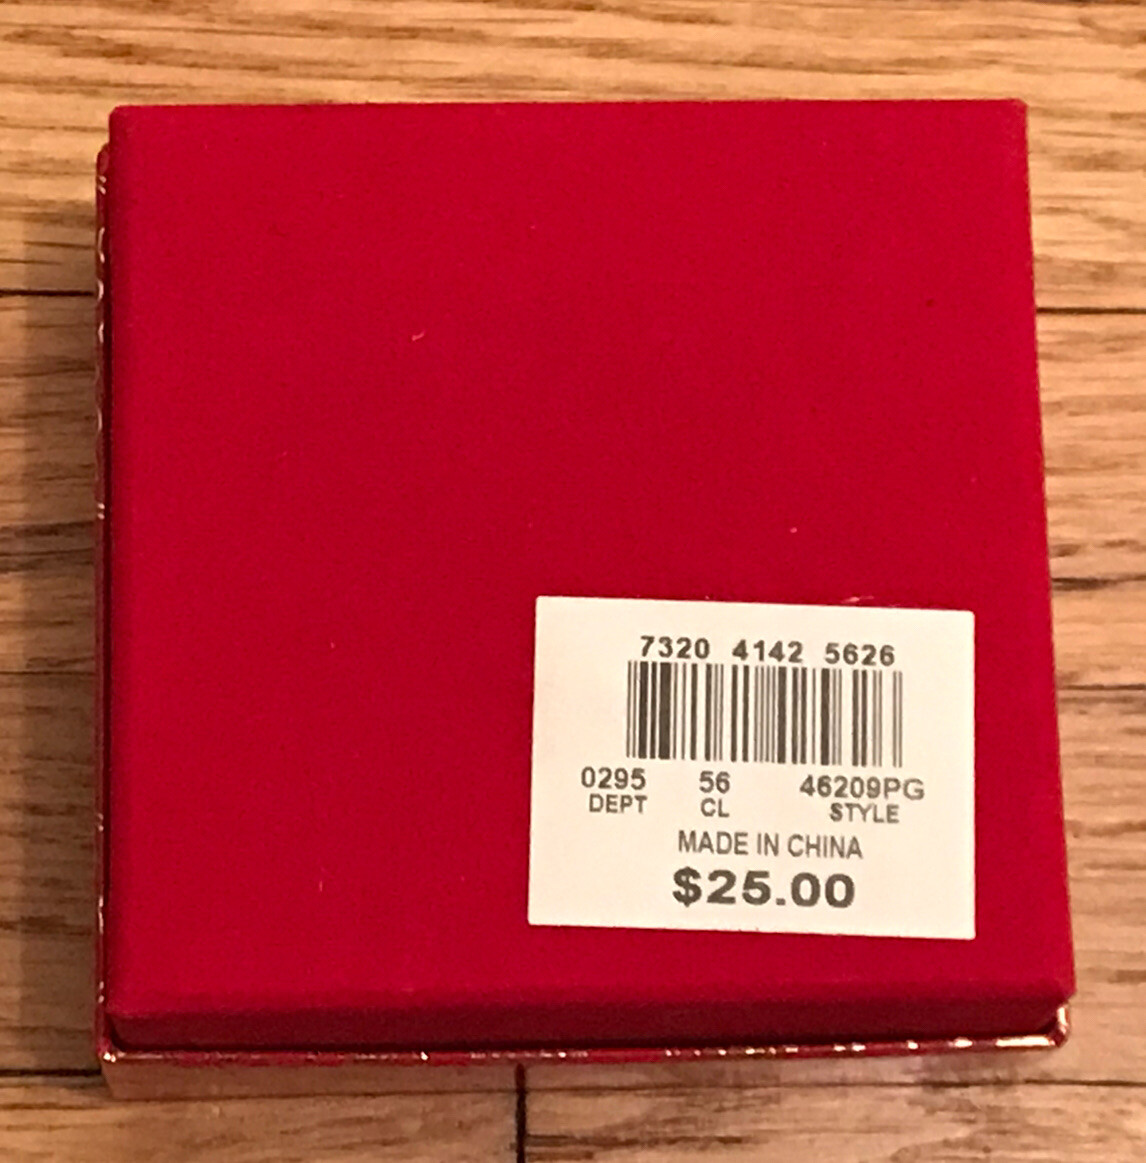 7320 4142 5626
0295 56 46209PG
DEPT CL STYLE
MADE IN CHINA
$25.00